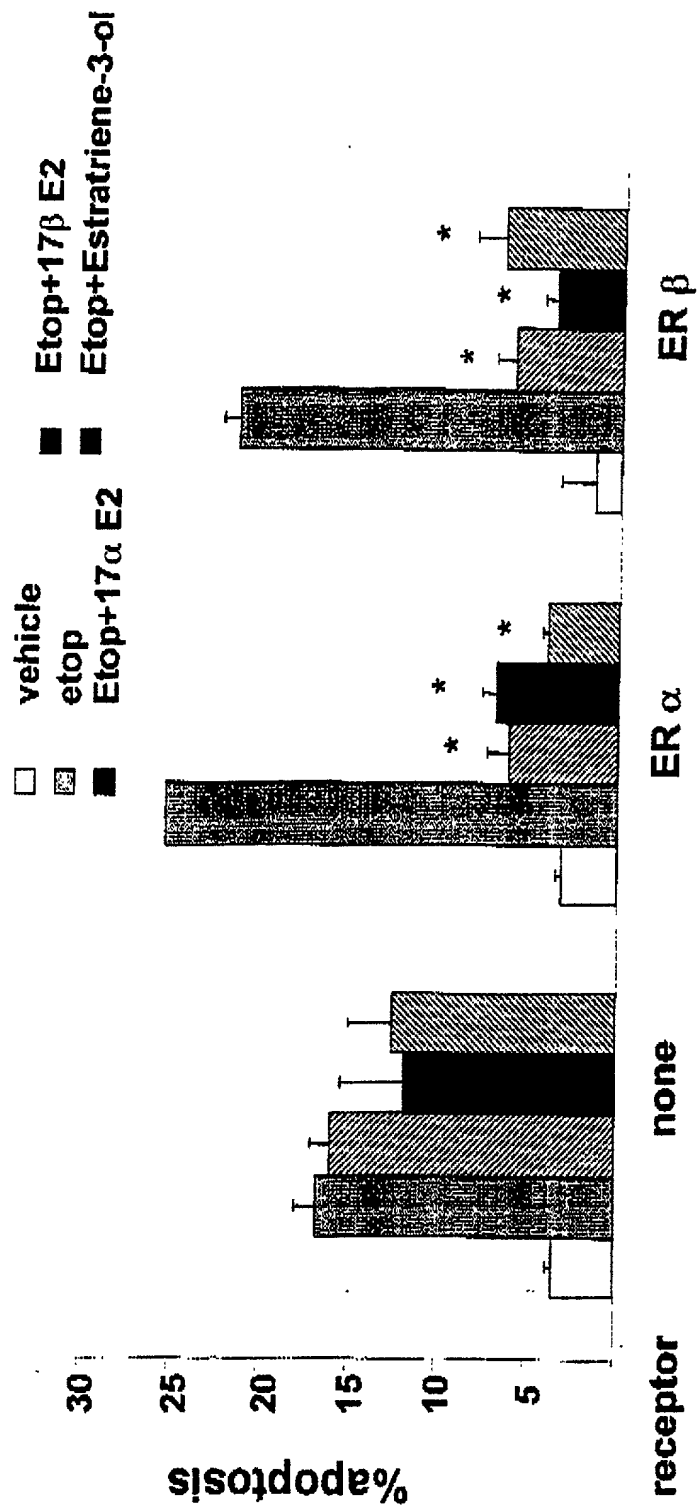 vehicle
etop
Etop+17α E2
Etop+17β E2
Etop+Estratriene-3-ol
%apoptosis
30
25
20
15
10
5
* * *
* * *
receptor
none
ER α
ER β